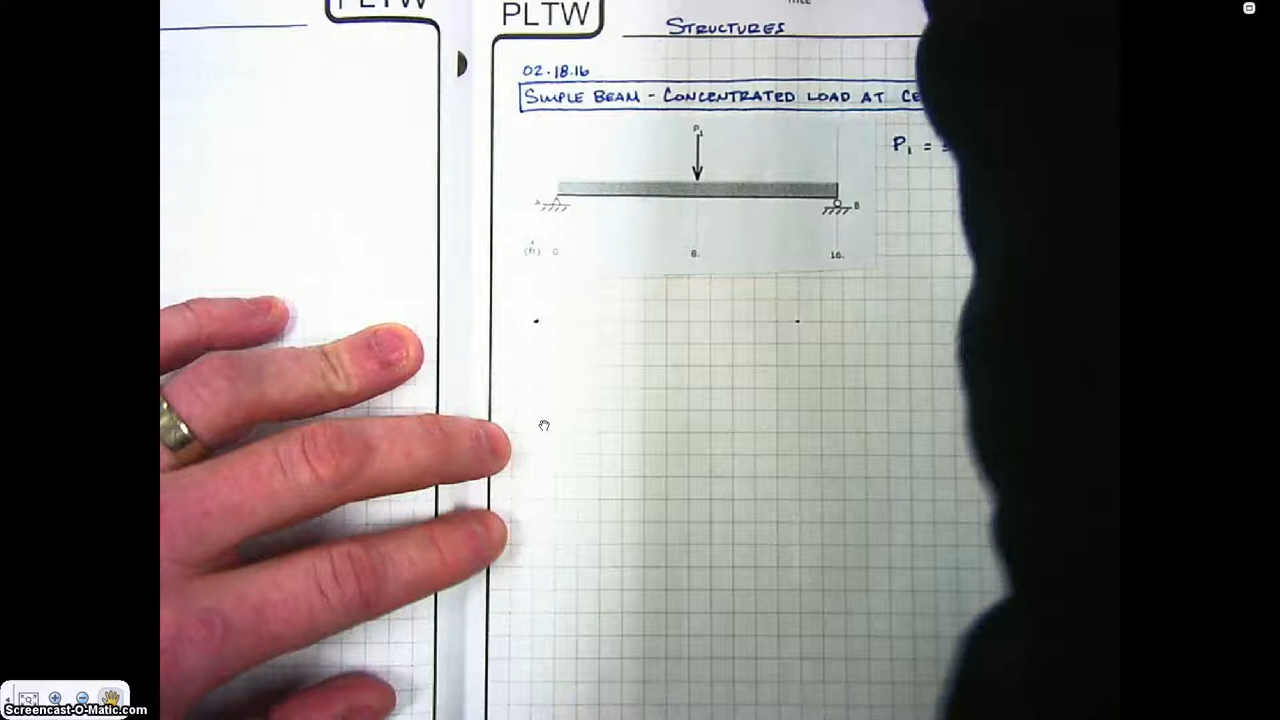 PLTW
PLTW
TITLE
STRUCTURES
02.18.16
SIMPLE BEAM - CONCENTRATED LOAD AT
P1
P1 =
A
B
(ft) 0
8.
16.
Screencast-O-Matic.com